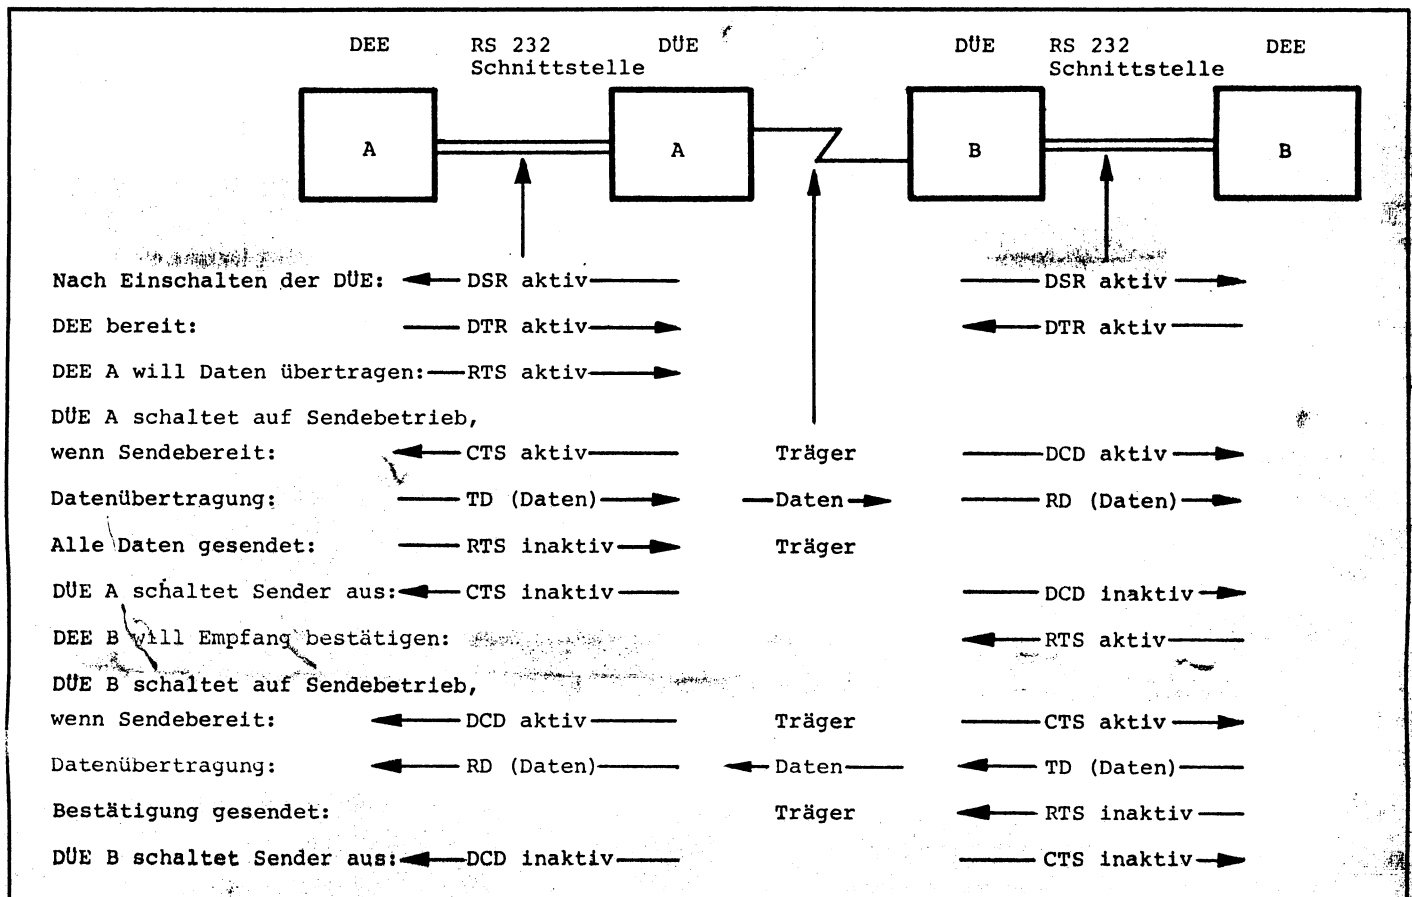 DEE RS 232 DÜE DÜE RS 232 DEE
Schnittstelle Schnittstelle
A A B B
Nach Einschalten der DÜE: DSR aktiv DSR aktiv
DEE bereit: DTR aktiv DTR aktiv
DEE A will Daten übertragen: RTS aktiv
DÜE A schaltet auf Sendebetrieb,
wenn Sendebereit: CTS aktiv Träger DCD aktiv
Datenübertragung: TD (Daten) Daten RD (Daten)
Alle Daten gesendet: RTS inaktiv Träger
DÜE A schaltet Sender aus: CTS inaktiv DCD inaktiv
DEE B will Empfang bestätigen: RTS aktiv
DÜE B schaltet auf Sendebetrieb,
wenn Sendebereit: DCD aktiv Träger CTS aktiv
Datenübertragung: RD (Daten) Daten TD (Daten)
Bestätigung gesendet: Träger RTS inaktiv
DÜE B schaltet Sender aus: DCD inaktiv CTS inaktiv